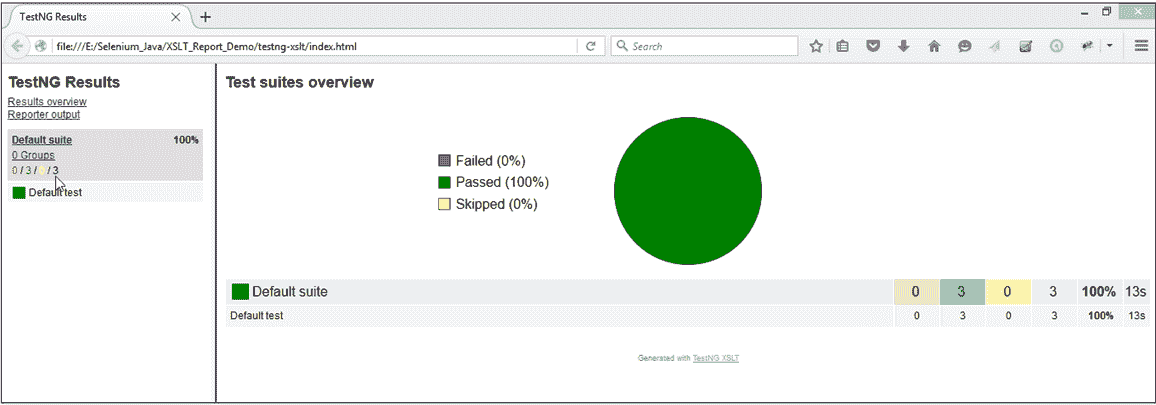 TestNG Results
file:///E:/Selenium_Java/XSLT_Report_Demo/testng-xslt/index.html
Search
TestNG Results
Results overview
Reporter output
Default suite 100%
0 Groups
0 / 3 / 0 / 3
Default test
Test suites overview
Failed (0%)
Passed (100%)
Skipped (0%)
Default suite 0 3 0 3 100% 13s
Default test 0 3 0 3 100% 13s
Generated with TestNG XSLT